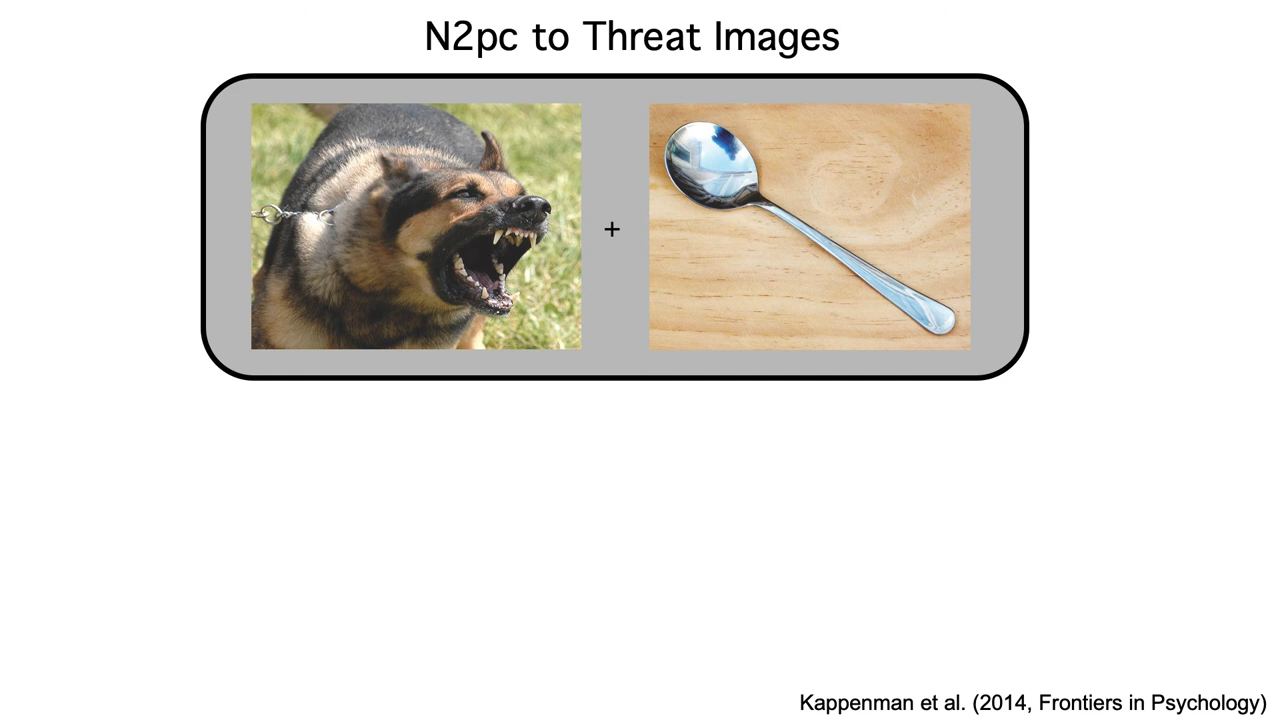 N2pc to Threat Images
+
Kappenman et al. (2014, Frontiers in Psychology)